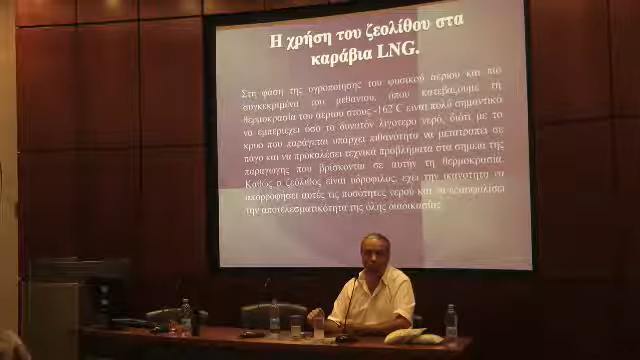 Η χρήση του ζεολίθου στα
καράβια LNG.
Στη φάση της υγροποίησης του φυσικού αερίου και πιο
συγκεκριμένα του μεθανίου, όπου κατεβάζουμε τη
θερμοκρασία του αερίου στους -162°C είναι πολύ σημαντικό
να εμπεριέχει όσο το δυνατόν λιγότερο νερό, διότι με το
κρύο που παράγεται υπάρχει πιθανότητα να μετατραπεί σε
πάγο και να προκαλέσει τεχνικά προβλήματα στα σημεία της
παραγωγής που βρίσκονται σε αυτήν τη θερμοκρασία.
Καθώς ο ζεόλιθος είναι υδρόφιλος, έχει την ικανότητα να
απορροφήσει αυτές τις ποσότητες νερού και να εξασφαλίσει
την αποτελεσματικότητα της όλης διαδικασίας